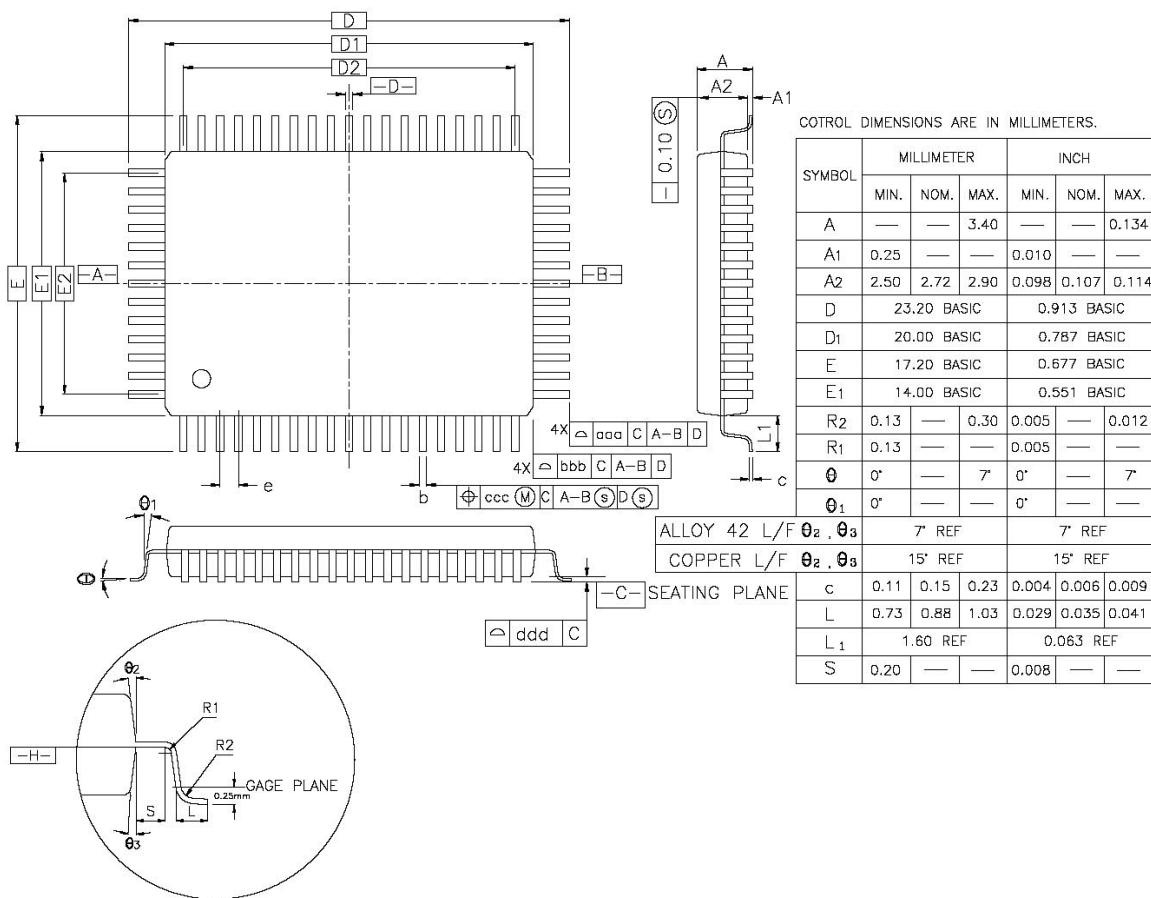 D
D1
D2
-D-
A
A2
A1
0.10 Ⓢ
COTROL DIMENSIONS ARE IN MILLIMETERS.
SYMBOL MILLIMETER INCH
MIN. NOM. MAX. MIN. NOM. MAX.
A — — 3.40 — — 0.134
A1 0.25 — — 0.010 — —
A2 2.50 2.72 2.90 0.098 0.107 0.114
D 23.20 BASIC 0.913 BASIC
D1 20.00 BASIC 0.787 BASIC
E 17.20 BASIC 0.677 BASIC
E1 14.00 BASIC 0.551 BASIC
R2 0.13 — 0.30 0.005 — 0.012
R1 0.13 — — 0.005 — —
θ 0° — 7° 0° — 7°
θ1 0° — — 0° — —
ALLOY 42 L/F θ2 , θ3 7° REF 7° REF
COPPER L/F θ2 , θ3 15° REF 15° REF
c 0.11 0.15 0.23 0.004 0.006 0.009
L 0.73 0.88 1.03 0.029 0.035 0.041
L1 1.60 REF 0.063 REF
S 0.20 — — 0.008 — —
E
E1
E2
-A-
-B-
4X aaa C A-B D
4X bbb C A-B D
e
b
ccc Ⓜ C A-B Ⓢ D Ⓢ
L1
c
θ1
θ
-C- SEATING PLANE
ddd C
θ2
R1
R2
-H-
GAGE PLANE
0.25mm
S
L
θ3